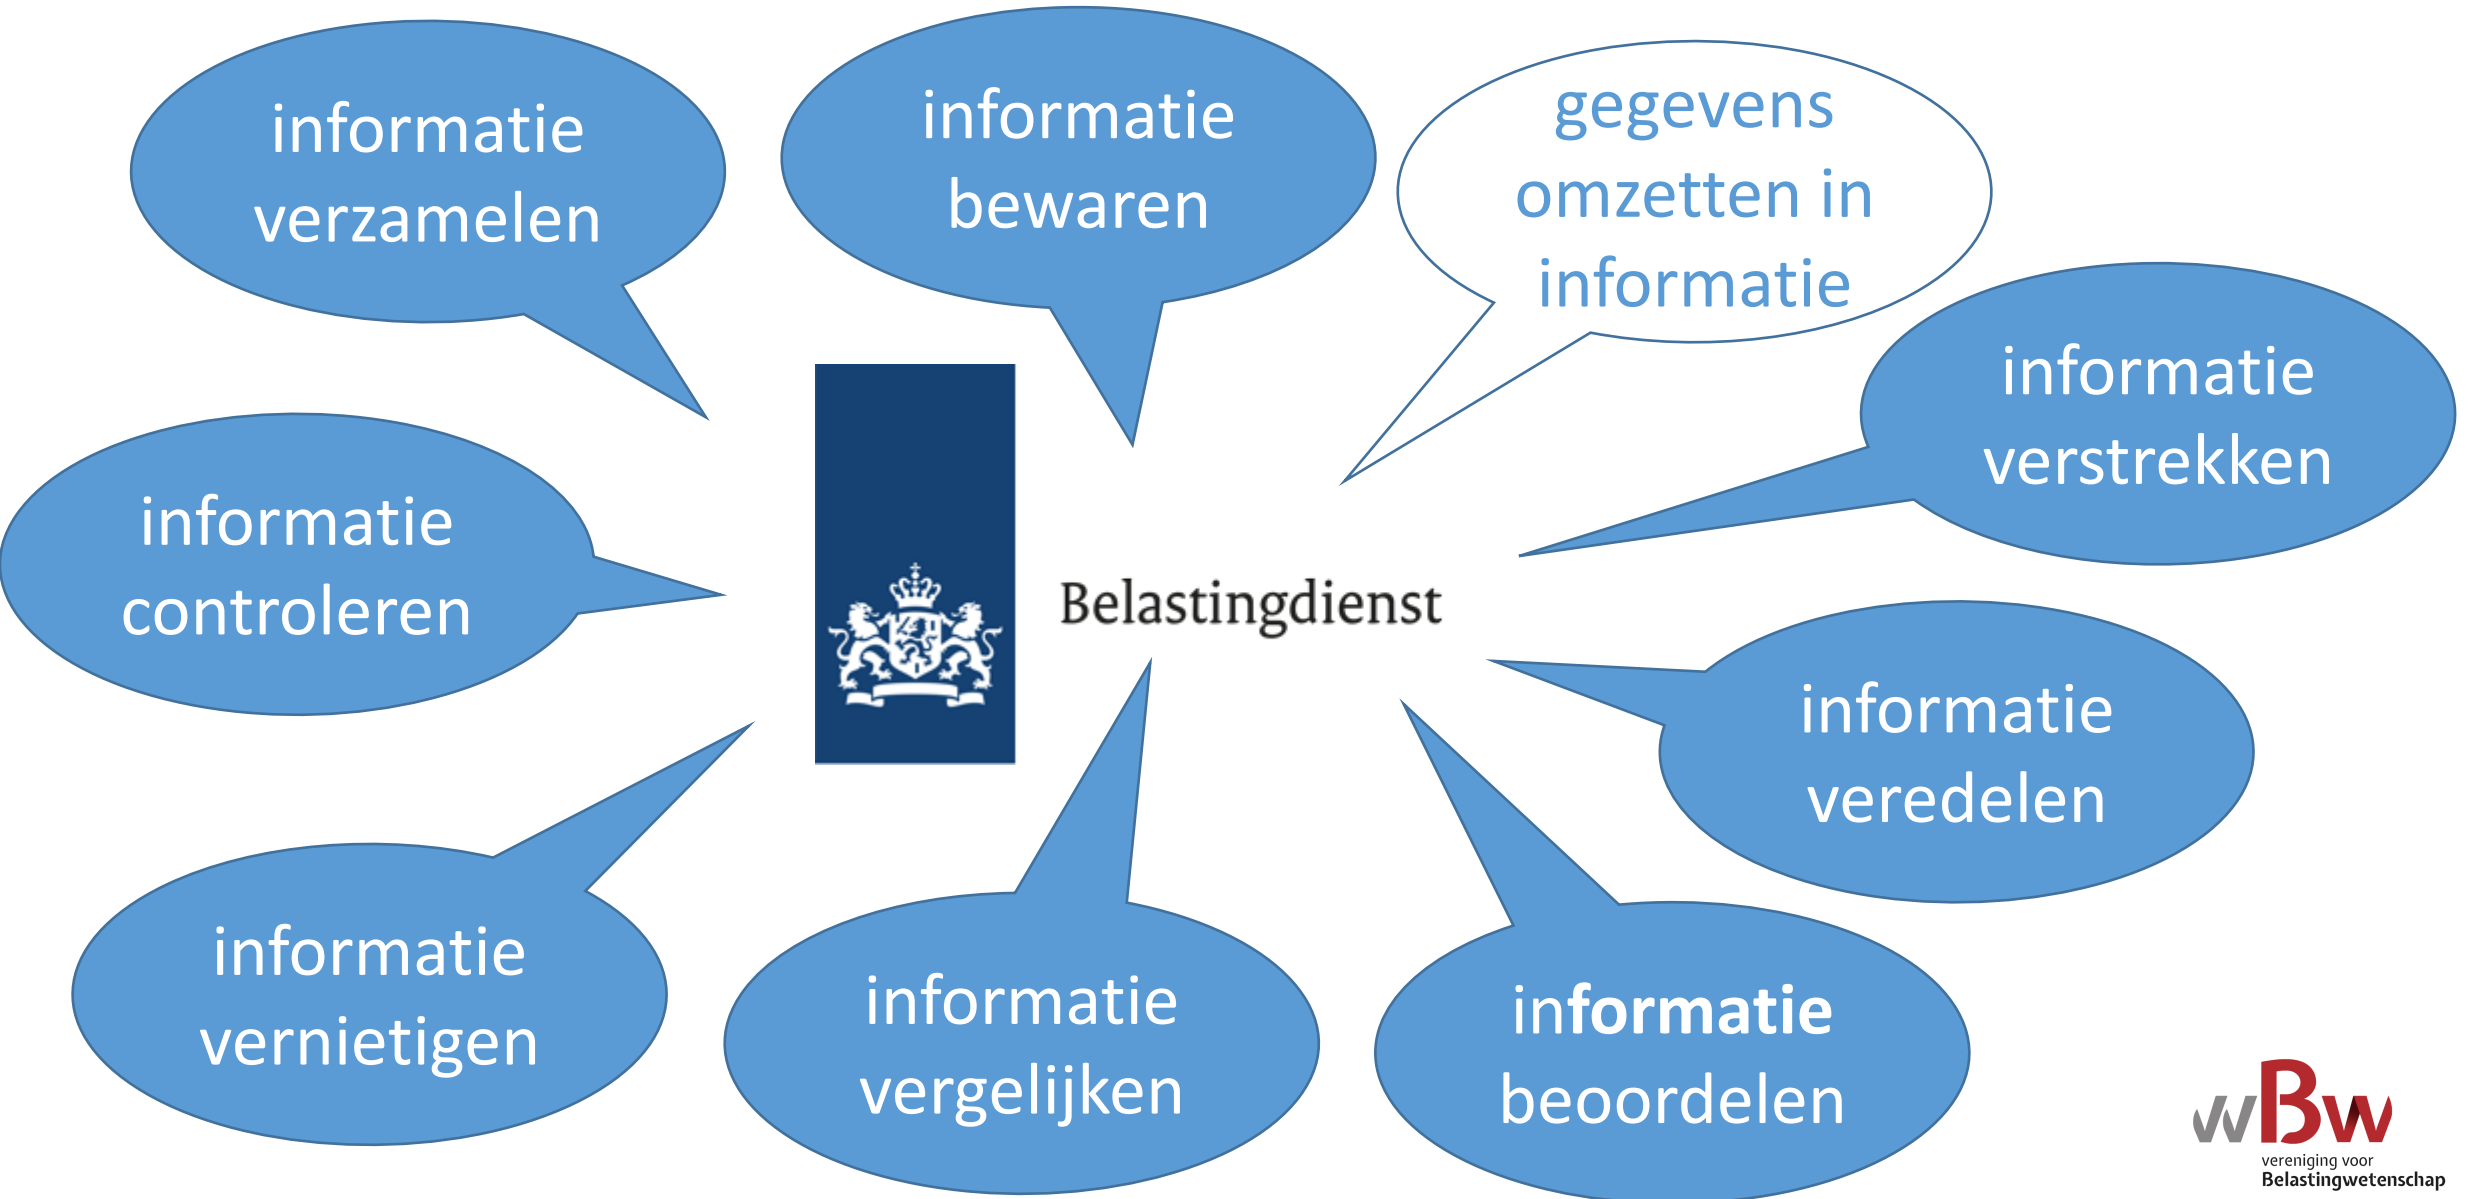 informatie
verzamelen
informatie
bewaren
gegevens
omzetten in
informatie
informatie
verstrekken
informatie
controleren
Belastingdienst
informatie
veredelen
informatie
vernietigen
informatie
vergelijken
informatie
beoordelen
vBw
vereniging voor
Belastingwetenschap